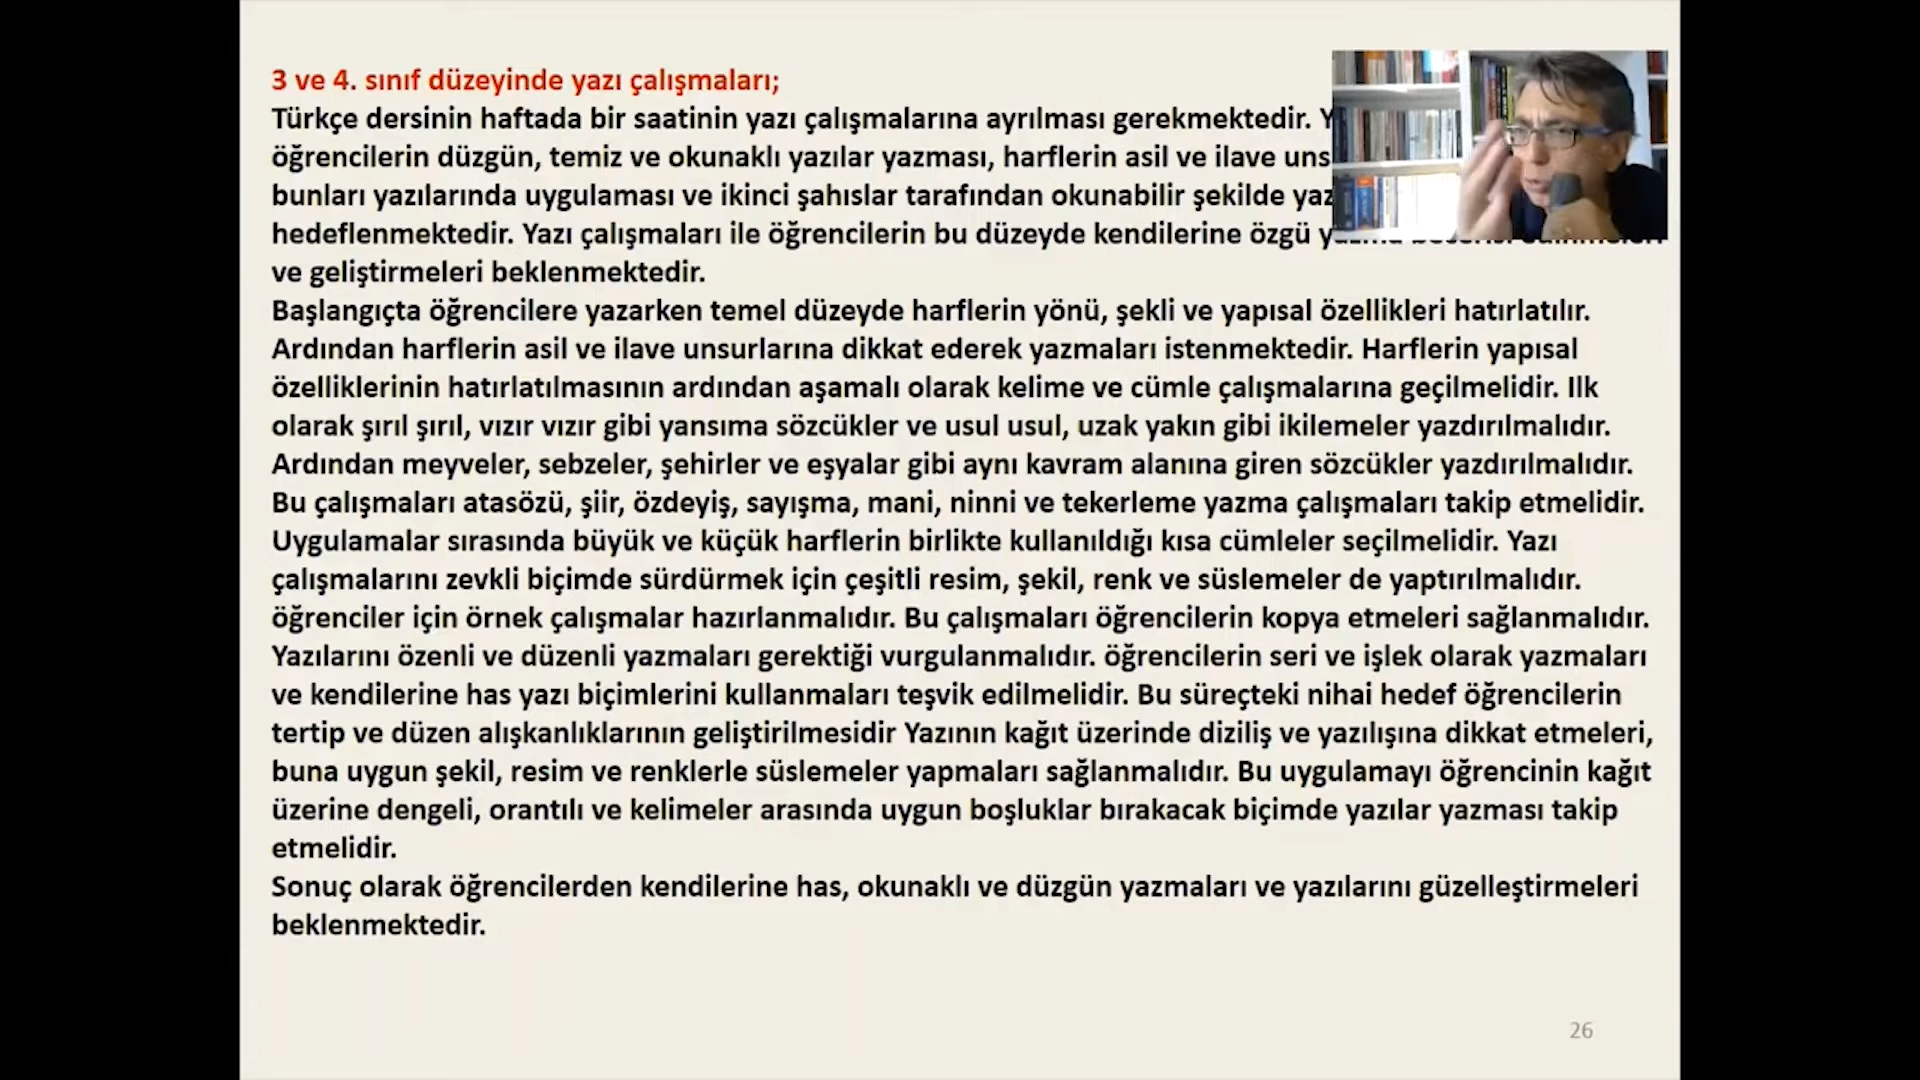 3 ve 4. sınıf düzeyinde yazı çalışmaları;
Türkçe dersinin haftada bir saatinin yazı çalışmalarına ayrılması gerekmektedir.
öğrencilerin düzgün, temiz ve okunaklı yazılar yazması, harflerin asil ve ilave
bunları yazılarında uygulaması ve ikinci şahıslar tarafından okunabilir şekilde
hedeflenmektedir. Yazı çalışmaları ile öğrencilerin bu düzeyde kendilerine özgü
ve geliştirmeleri beklenmektedir.
Başlangıçta öğrencilere yazarken temel düzeyde harflerin yönü, şekli ve yapısal özellikleri hatırlatılır.
Ardından harflerin asil ve ilave unsurlarına dikkat ederek yazmaları istenmektedir. Harflerin yapısal
özelliklerinin hatırlatılmasının ardından aşamalı olarak kelime ve cümle çalışmalarına geçilmelidir. Ilk
olarak şırıl şırıl, vızır vızır gibi yansıma sözcükler ve usul usul, uzak yakın gibi ikilemeler yazdırılmalıdır.
Ardından meyveler, sebzeler, şehirler ve eşyalar gibi aynı kavram alanına giren sözcükler yazdırılmalıdır.
Bu çalışmaları atasözü, şiir, özdeyiş, sayışma, mani, ninni ve tekerleme yazma çalışmaları takip etmelidir.
Uygulamalar sırasında büyük ve küçük harflerin birlikte kullanıldığı kısa cümleler seçilmelidir. Yazı
çalışmalarını zevkli biçimde sürdürmek için çeşitli resim, şekil, renk ve süslemeler de yaptırılmalıdır.
öğrenciler için örnek çalışmalar hazırlanmalıdır. Bu çalışmaları öğrencilerin kopya etmeleri sağlanmalıdır.
Yazılarını özenli ve düzenli yazmaları gerektiği vurgulanmalıdır. öğrencilerin seri ve işlek olarak yazmaları
ve kendilerine has yazı biçimlerini kullanmaları teşvik edilmelidir. Bu süreçteki nihai hedef öğrencilerin
tertip ve düzen alışkanlıklarının geliştirilmesidir Yazının kağıt üzerinde diziliş ve yazılışına dikkat etmeleri,
buna uygun şekil, resim ve renklerle süslemeler yapmaları sağlanmalıdır. Bu uygulamayı öğrencinin kağıt
üzerine dengeli, orantılı ve kelimeler arasında uygun boşluklar bırakacak biçimde yazılar yazması takip
etmelidir.
Sonuç olarak öğrencilerden kendilerine has, okunaklı ve düzgün yazmaları ve yazılarını güzelleştirmeleri
beklenmektedir.
26